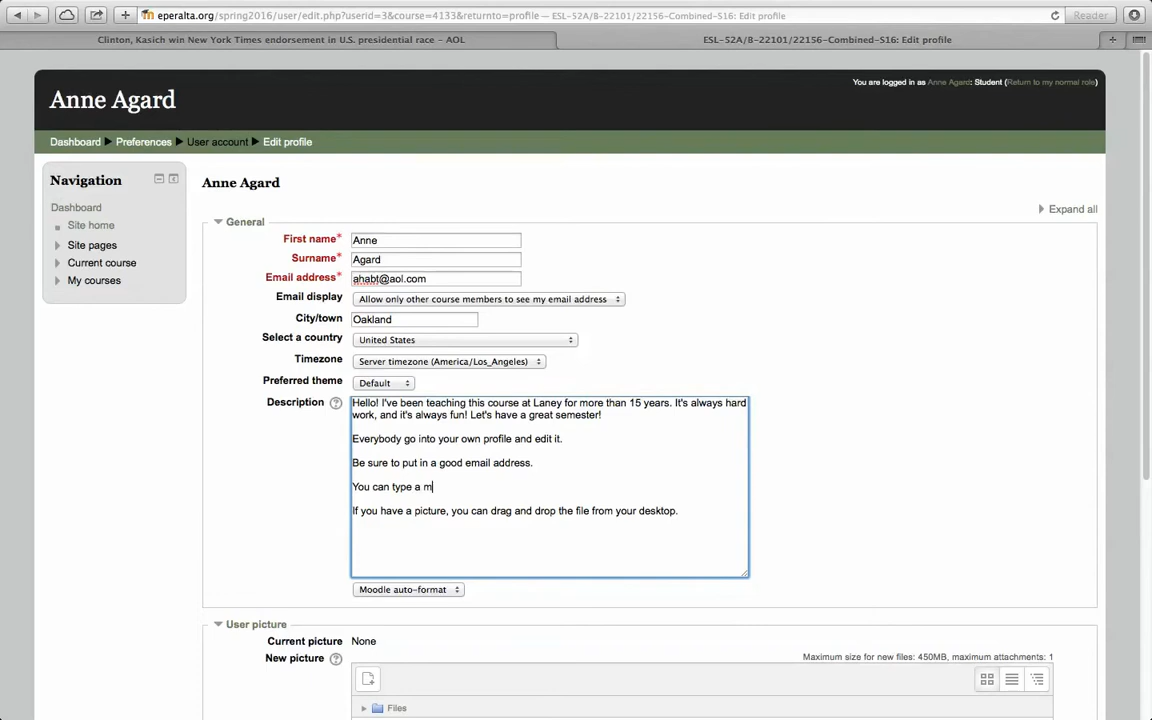 eperalta.org/spring2016/user/edit.php?userid=3&course=4133&returnto=profile — ESL-52A/B-22101/22156-Combined-S16: Edit profile
Reader
Clinton, Kasich win New York Times endorsement in U.S. presidential race – AOL
ESL-52A/B-22101/22156-Combined-S16: Edit profile
You are logged in as Anne Agard: Student (Return to my normal role)
Anne Agard
Dashboard ▶ Preferences ▶ User account ▶ Edit profile
Navigation
Dashboard
Site home
Site pages
Current course
My courses
Anne Agard
Expand all
General
First name* Anne
Surname* Agard
Email address* ahabt@aol.com
Email display Allow only other course members to see my email address
City/town Oakland
Select a country United States
Timezone Server timezone (America/Los_Angeles)
Preferred theme Default
Description
Hello! I've been teaching this course at Laney for more than 15 years. It's always hard
work, and it's always fun! Let's have a great semester!
Everybody go into your own profile and edit it.
Be sure to put in a good email address.
You can type a m
If you have a picture, you can drag and drop the file from your desktop.
Moodle auto-format
User picture
Current picture None
New picture
Maximum size for new files: 450MB, maximum attachments: 1
Files